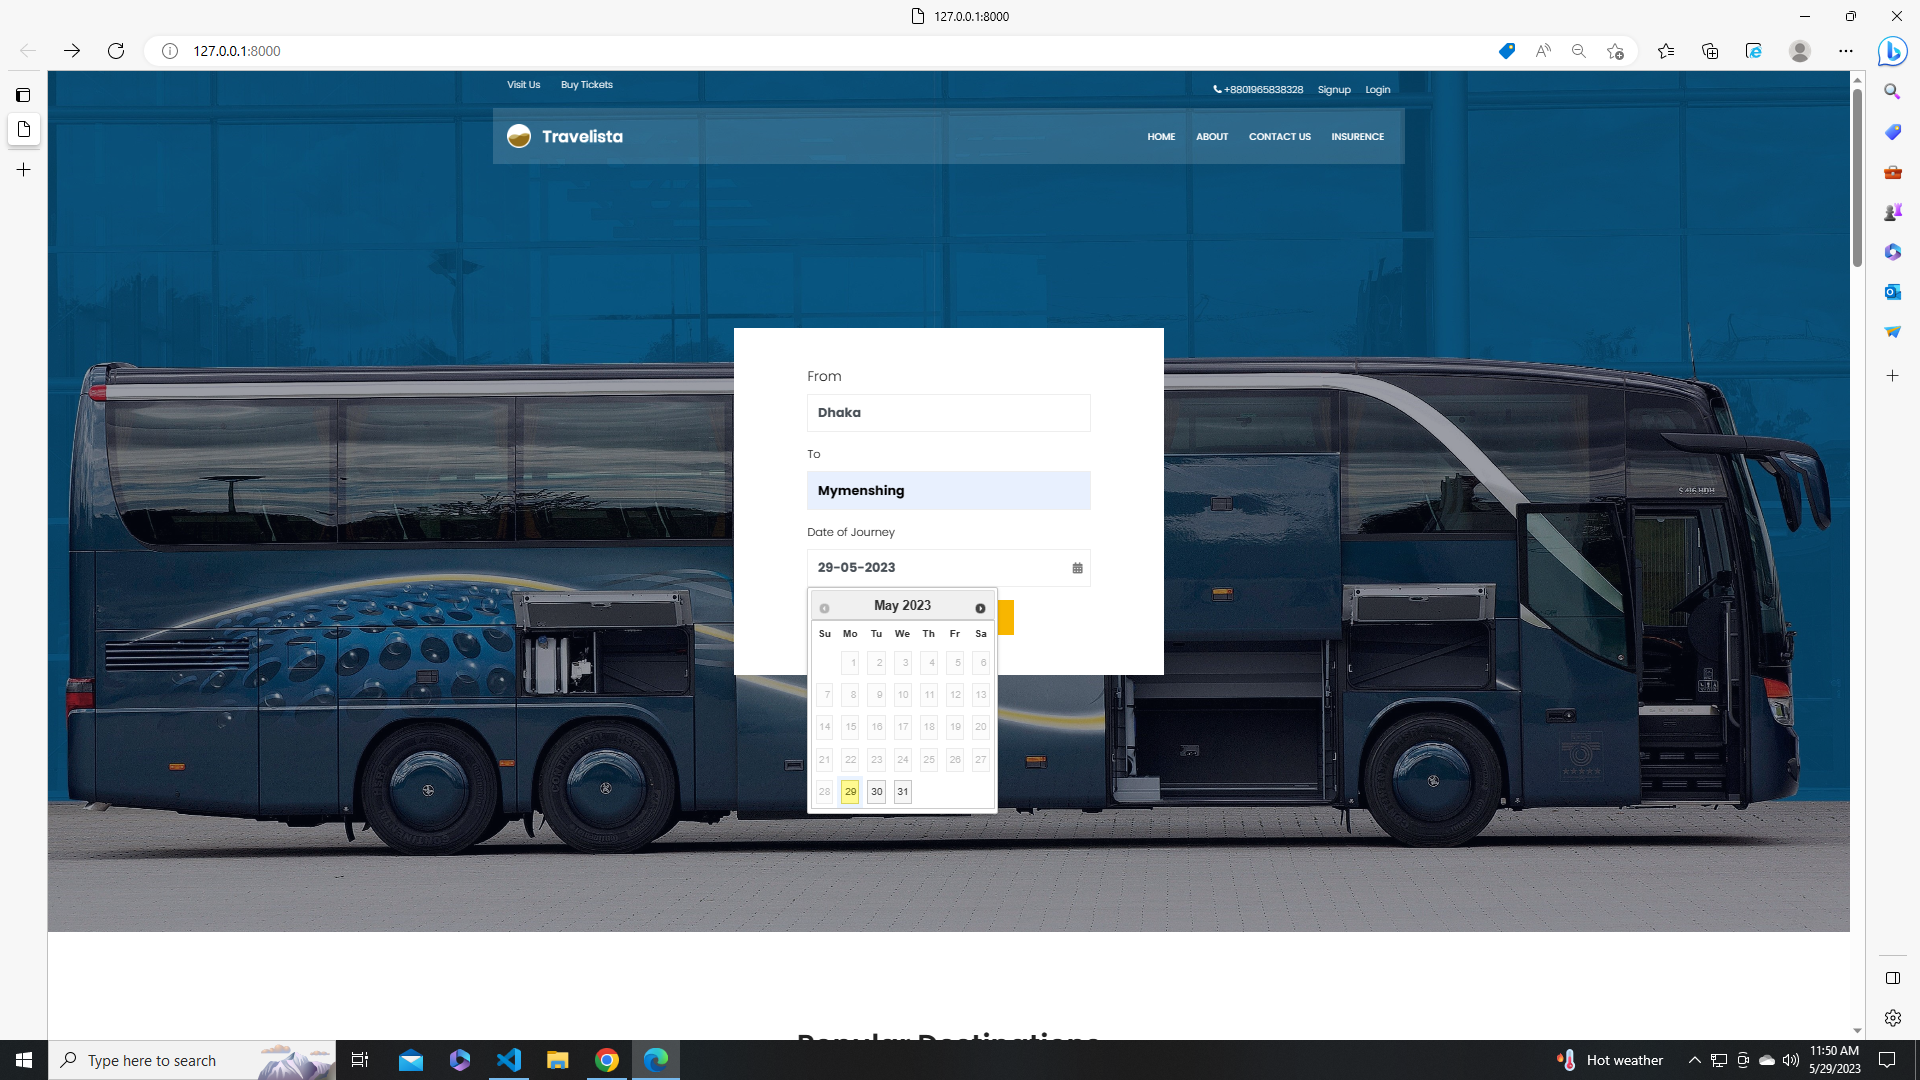 127.0.0.1:8000
127.0.0.1:8000
Visit Us Buy Tickets
+8801965838328 Signup Login
Travelista
HOME ABOUT CONTACT US INSURENCE
From
Dhaka
To
Mymenshing
Date of Journey
29-05-2023
May 2023
Su Mo Tu We Th Fr Sa
1 2 3 4 5 6
7 8 9 10 11 12 13
14 15 16 17 18 19 20
21 22 23 24 25 26 27
28 29 30 31
S 416 HDH
Popular Destinations
Type here to search
Hot weather
11:50 AM
5/29/2023